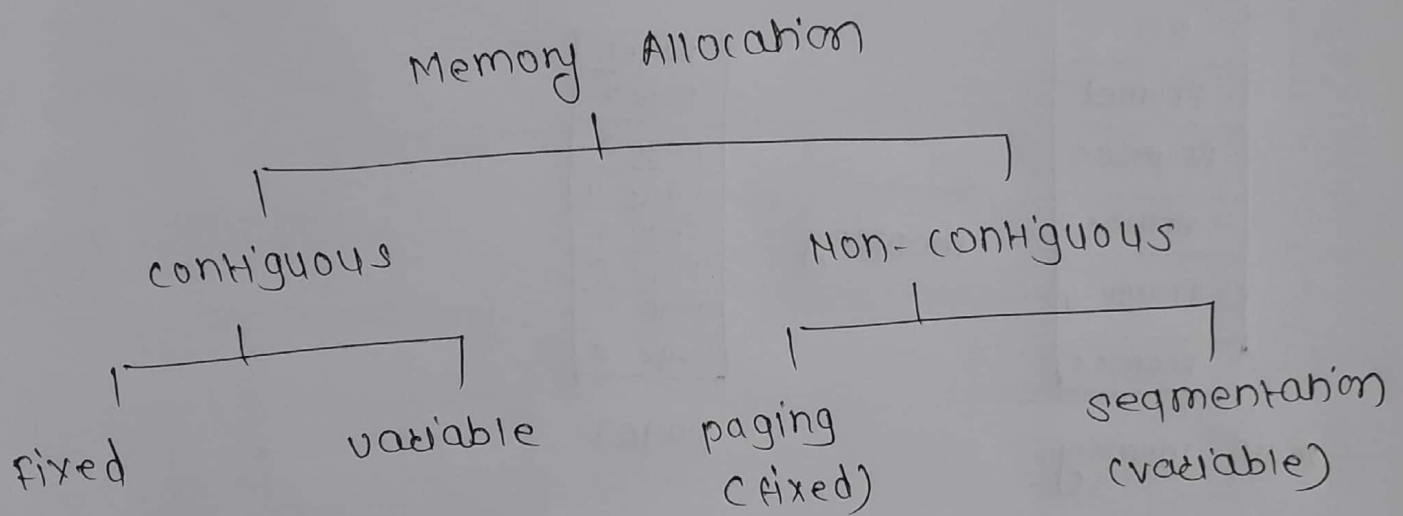 Memory Allocation
contiguous
Non-contiguous
fixed
variable
paging
(fixed)
segmentation
(variable)